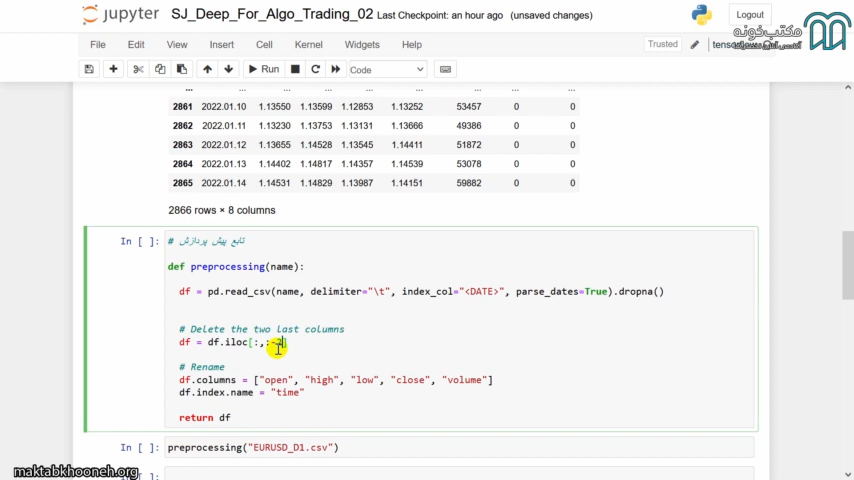 jupyter SJ_Deep_For_Algo_Trading_02 Last Checkpoint: an hour ago (unsaved changes) Logout
مکتب‌خونه
File Edit View Insert Cell Kernel Widgets Help Trusted
Run Code
... ... ... ... ... ... ... ... ...
2861 2022.01.10 1.13550 1.13599 1.12853 1.13252 53457 0 0
2862 2022.01.11 1.13230 1.13753 1.13131 1.13666 49386 0 0
2863 2022.01.12 1.13655 1.14528 1.13545 1.14411 51872 0 0
2864 2022.01.13 1.14402 1.14817 1.14357 1.14539 53078 0 0
2865 2022.01.14 1.14531 1.14829 1.13987 1.14151 59882 0 0
2866 rows × 8 columns
In [ ]: # تابع پیش پردازش
def preprocessing(name):
df = pd.read_csv(name, delimiter="\t", index_col="<DATE>", parse_dates=True).dropna()
# Delete the two last columns
df = df.iloc[:,:-2]
# Rename
df.columns = ["open", "high", "low", "close", "volume"]
df.index.name = "time"
return df
In [ ]: preprocessing("EURUSD_D1.csv")
maktabkhooneh.org